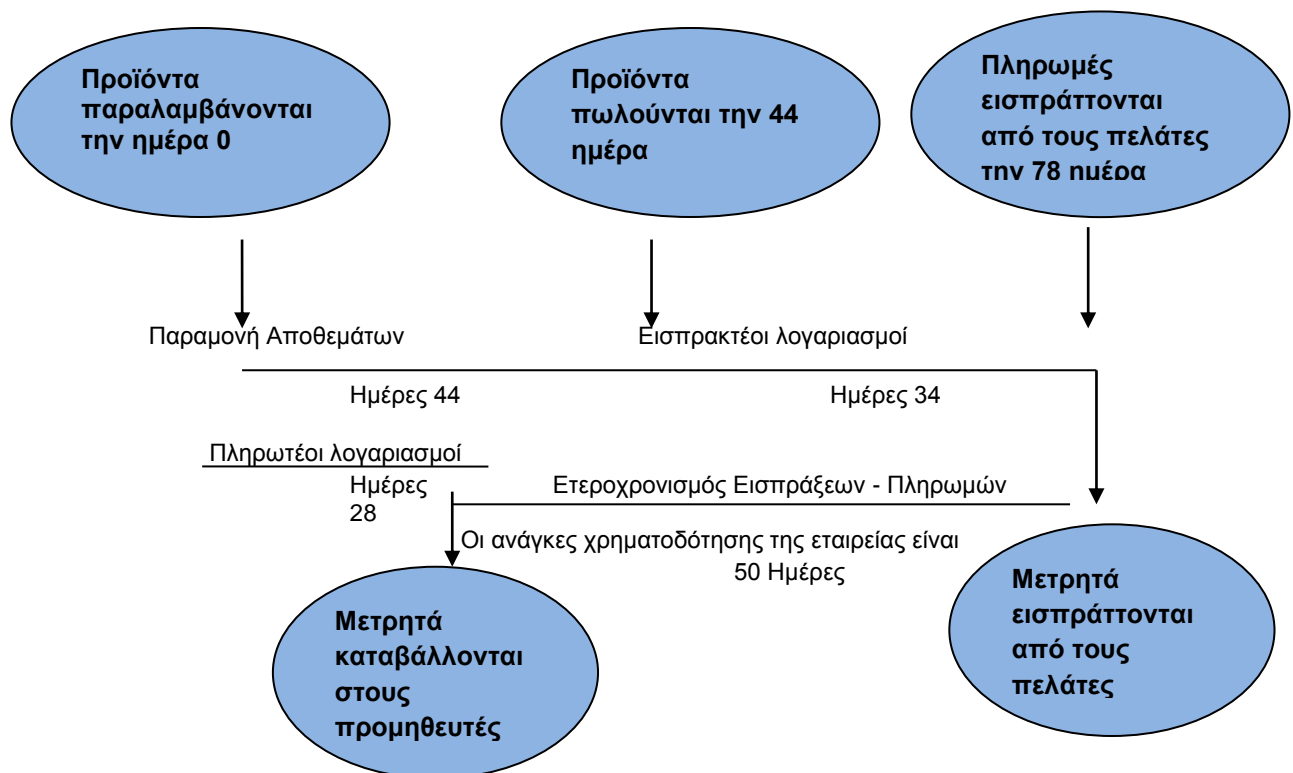 Προϊόντα
παραλαμβάνονται
την ημέρα 0
Προϊόντα
πωλούνται την 44
ημέρα
Πληρωμές
εισπράττονται
από τους πελάτες
την 78 ημέρα
Παραμονή Αποθεμάτων
Εισπρακτέοι λογαριασμοί
Ημέρες 44
Ημέρες 34
Πληρωτέοι λογαριασμοί
Ημέρες
28
Ετεροχρονισμός Εισπράξεων - Πληρωμών
Οι ανάγκες χρηματοδότησης της εταιρείας είναι
50 Ημέρες
Μετρητά
καταβάλλονται
στους
προμηθευτές
Μετρητά
εισπράττονται
από τους
πελάτες